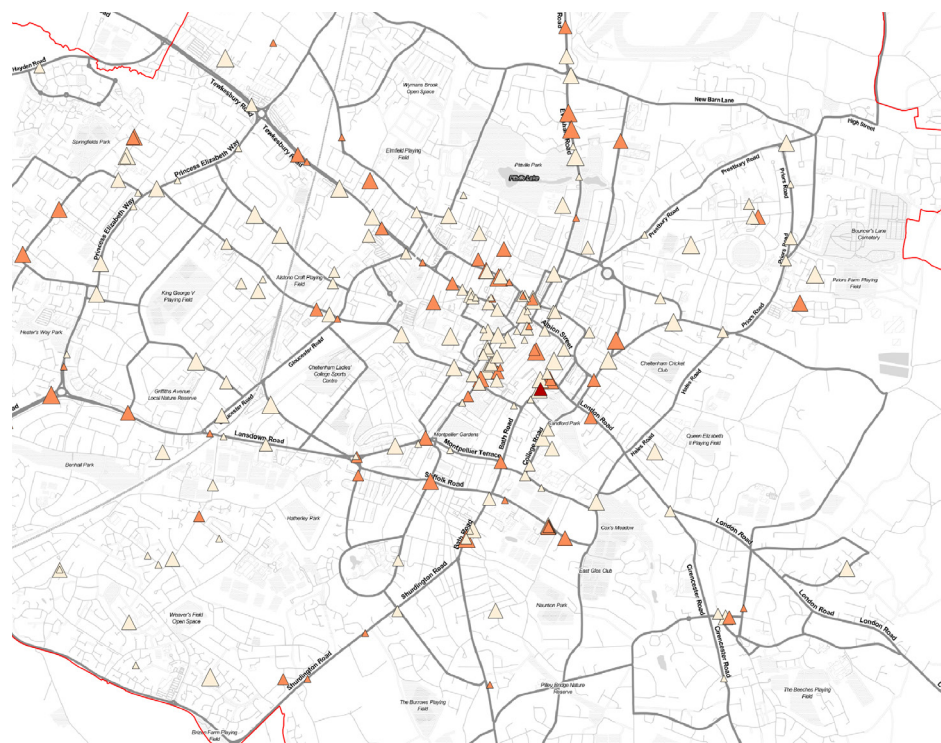 Road
Hayden Road
Tewkesbury Road
Wymans Brook
Open Space
New Barn Lane
High Street
Springfields Park
Tewkesbury
Elmfield Playing
Field
Pittville Park
Princess Elizabeth Way
Pittville Lake
Prestbury Road
Priors Road
Princess Elizabeth Way
Prestbury Road
Bouncer's Lane
Cemetery
Priors Road
Alstone Croft Playing
Field
King George V
Playing Field
Priors Farm Playing
Field
Hester's Way Park
Gloucester Road
Albion Street
Priors Road
Cheltenham Ladies'
College Sports
Centre
Cheltenham Cricket
Club
Hales Road
Griffiths Avenue
Local Nature Reserve
London Road
Sandford Park
Lansdown Road
Montpellier Gardens
Bath Road
College Road
Hales Road
Queen Elizabeth
II Playing Field
Benhall Park
Montpellier Terrace
Suffolk Road
Hatherley Park
Cox's Meadow
London Road
Bath Road
East Glos Club
Shurdington Road
Cirencester Road
London Road
Weaver's Field
Open Space
Naunton Park
London Road
Cirencester Road
Shurdington Road
Pilley Bridge Nature
Reserve
The Burrows Playing
Field
The Beeches Playing
Field
Playing
Field